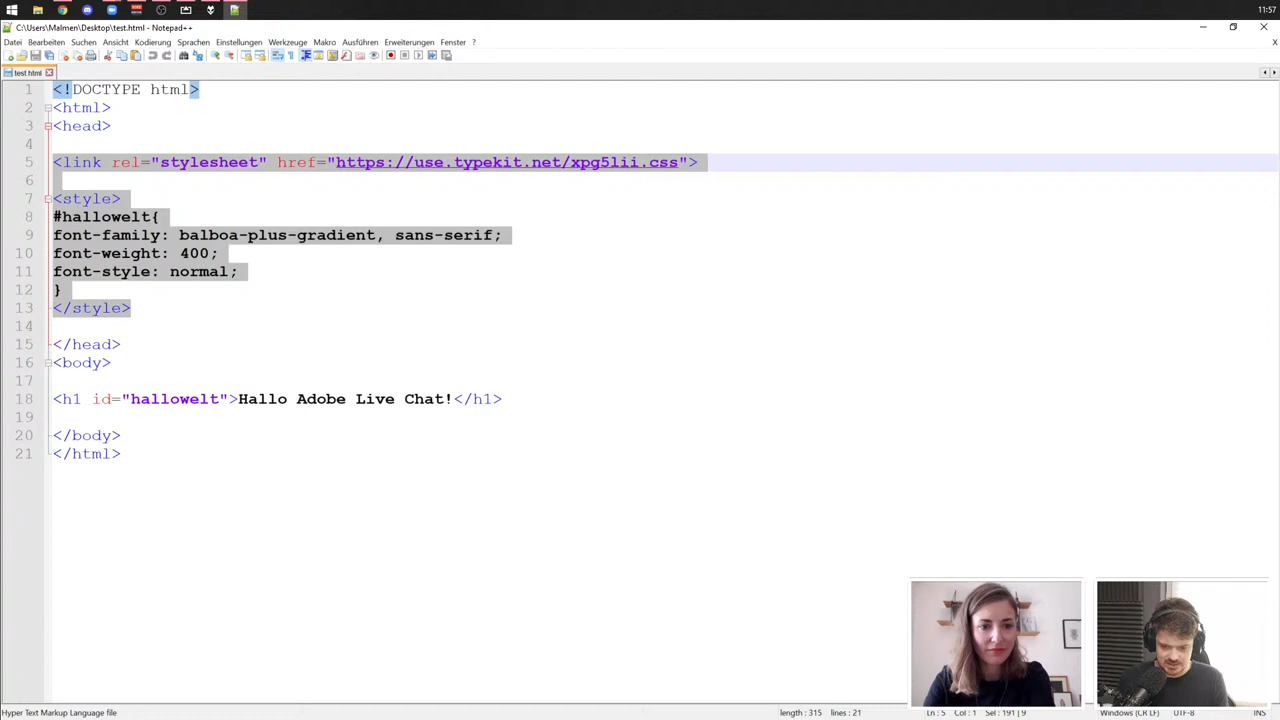 11:57
C:\Users\Malmen\Desktop\test.html - Notepad++
Datei Bearbeiten Suchen Ansicht Kodierung Sprachen Einstellungen Werkzeuge Makro Ausführen Erweiterungen Fenster ? X
test.html
1 <!DOCTYPE html>
2 <html>
3 <head>
4
5 <link rel="stylesheet" href="https://use.typekit.net/xpg5lii.css">
6
7 <style>
8 #hallowelt{
9 font-family: balboa-plus-gradient, sans-serif;
10 font-weight: 400;
11 font-style: normal;
12 }
13 </style>
14
15 </head>
16 <body>
17
18 <h1 id="hallowelt">Hallo Adobe Live Chat!</h1>
19
20 </body>
21 </html>
Hyper Text Markup Language file length : 315 lines : 21 Ln : 5 Col : 1 Sel : 191 | 9 Windows (CR LF) UTF-8 INS